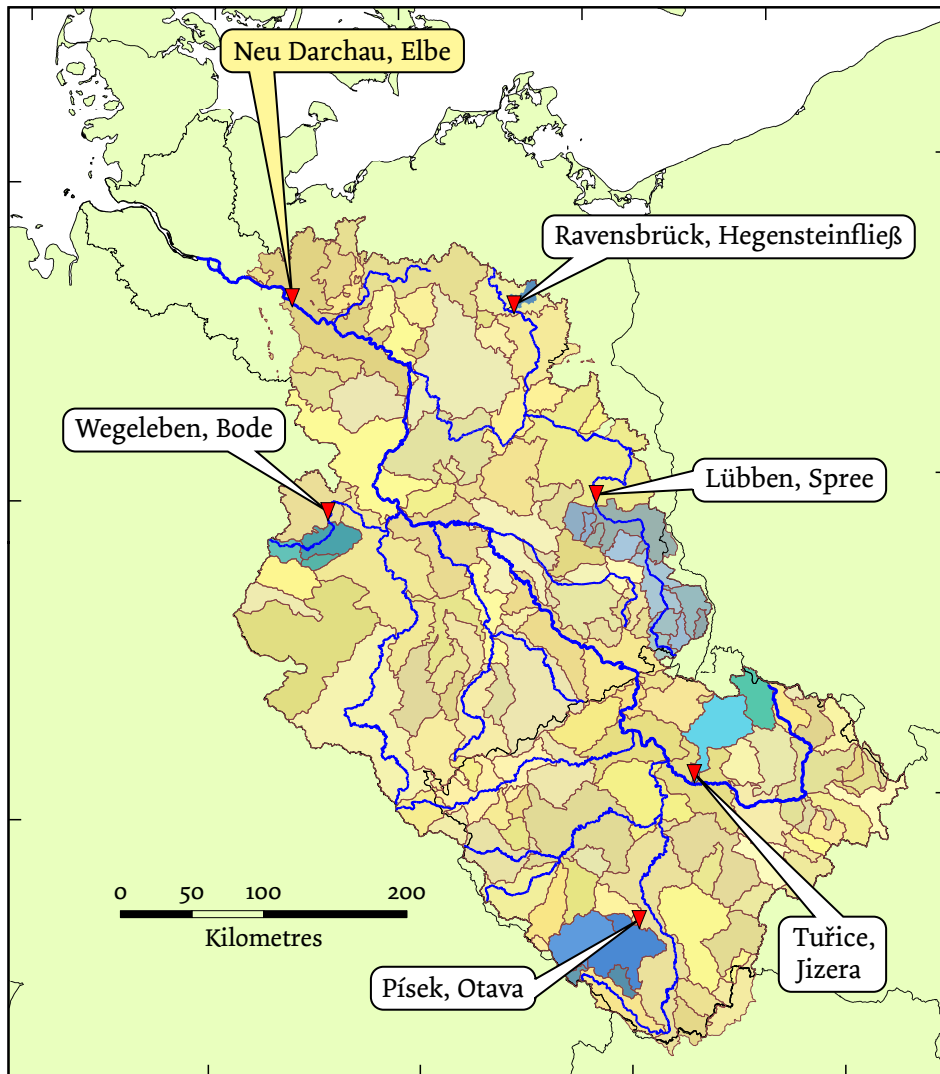 Neu Darchau, Elbe
Ravensbrück, Hegensteinfließ
Wegeleben, Bode
Lübben, Spree
0 50 100 200
Kilometres
Tuřice,
Jizera
Písek, Otava